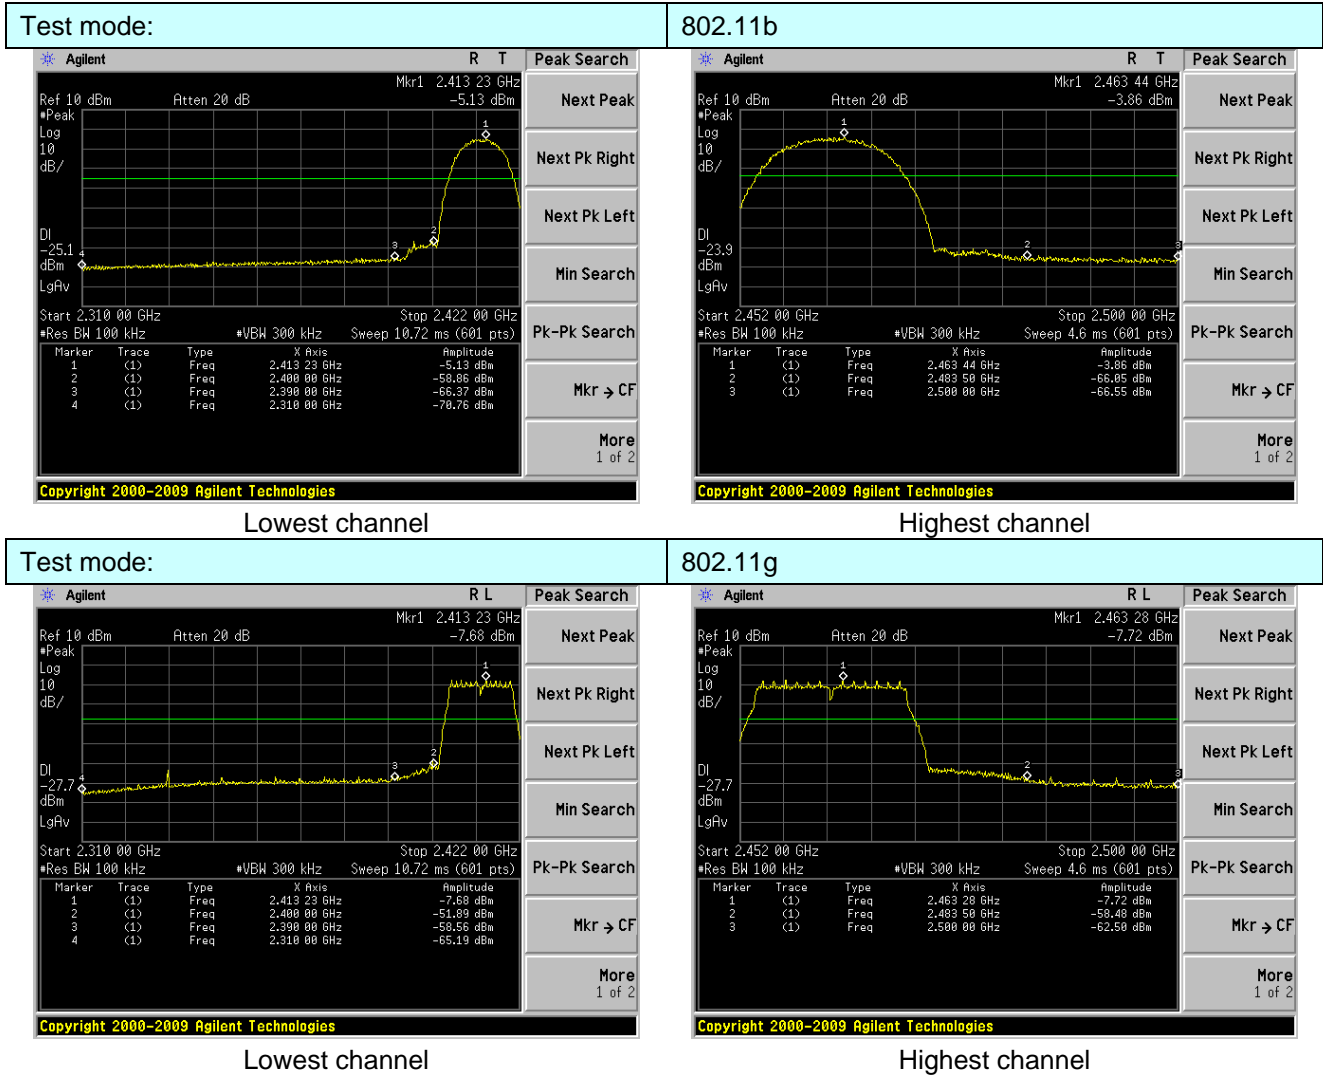 Test mode: 802.11b
Agilent R T Peak Search
Mkr1 2.413 23 GHz
Ref 10 dBm Atten 20 dB -5.13 dBm
#Peak
Log
10
dB/
DI
-25.1
dBm
LgAv
1
2
3
4
Start 2.310 00 GHz Stop 2.422 00 GHz
#Res BW 100 kHz #VBW 300 kHz Sweep 10.72 ms (601 pts)
Marker Trace Type X Axis Amplitude
1 (1) Freq 2.413 23 GHz -5.13 dBm
2 (1) Freq 2.400 00 GHz -58.86 dBm
3 (1) Freq 2.390 00 GHz -66.37 dBm
4 (1) Freq 2.310 00 GHz -70.76 dBm
Next Peak
Next Pk Right
Next Pk Left
Min Search
Pk-Pk Search
Mkr → CF
More
1 of 2
Copyright 2000-2009 Agilent Technologies
Lowest channel
Agilent R T Peak Search
Mkr1 2.463 44 GHz
Ref 10 dBm Atten 20 dB -3.86 dBm
#Peak
Log
10
dB/
DI
-23.9
dBm
LgAv
1
2
3
Start 2.452 00 GHz Stop 2.500 00 GHz
#Res BW 100 kHz #VBW 300 kHz Sweep 4.6 ms (601 pts)
Marker Trace Type X Axis Amplitude
1 (1) Freq 2.463 44 GHz -3.86 dBm
2 (1) Freq 2.483 50 GHz -66.05 dBm
3 (1) Freq 2.500 00 GHz -66.55 dBm
Next Peak
Next Pk Right
Next Pk Left
Min Search
Pk-Pk Search
Mkr → CF
More
1 of 2
Copyright 2000-2009 Agilent Technologies
Highest channel
Test mode: 802.11g
Agilent R L Peak Search
Mkr1 2.413 23 GHz
Ref 10 dBm Atten 20 dB -7.68 dBm
#Peak
Log
10
dB/
DI
-27.7
dBm
LgAv
1
2
3
4
Start 2.310 00 GHz Stop 2.422 00 GHz
#Res BW 100 kHz #VBW 300 kHz Sweep 10.72 ms (601 pts)
Marker Trace Type X Axis Amplitude
1 (1) Freq 2.413 23 GHz -7.68 dBm
2 (1) Freq 2.400 00 GHz -51.89 dBm
3 (1) Freq 2.390 00 GHz -58.56 dBm
4 (1) Freq 2.310 00 GHz -65.19 dBm
Next Peak
Next Pk Right
Next Pk Left
Min Search
Pk-Pk Search
Mkr → CF
More
1 of 2
Copyright 2000-2009 Agilent Technologies
Lowest channel
Agilent R L Peak Search
Mkr1 2.463 28 GHz
Ref 10 dBm Atten 20 dB -7.72 dBm
#Peak
Log
10
dB/
DI
-27.7
dBm
LgAv
1
2
3
Start 2.452 00 GHz Stop 2.500 00 GHz
#Res BW 100 kHz #VBW 300 kHz Sweep 4.6 ms (601 pts)
Marker Trace Type X Axis Amplitude
1 (1) Freq 2.463 28 GHz -7.72 dBm
2 (1) Freq 2.483 50 GHz -58.48 dBm
3 (1) Freq 2.500 00 GHz -62.50 dBm
Next Peak
Next Pk Right
Next Pk Left
Min Search
Pk-Pk Search
Mkr → CF
More
1 of 2
Copyright 2000-2009 Agilent Technologies
Highest channel